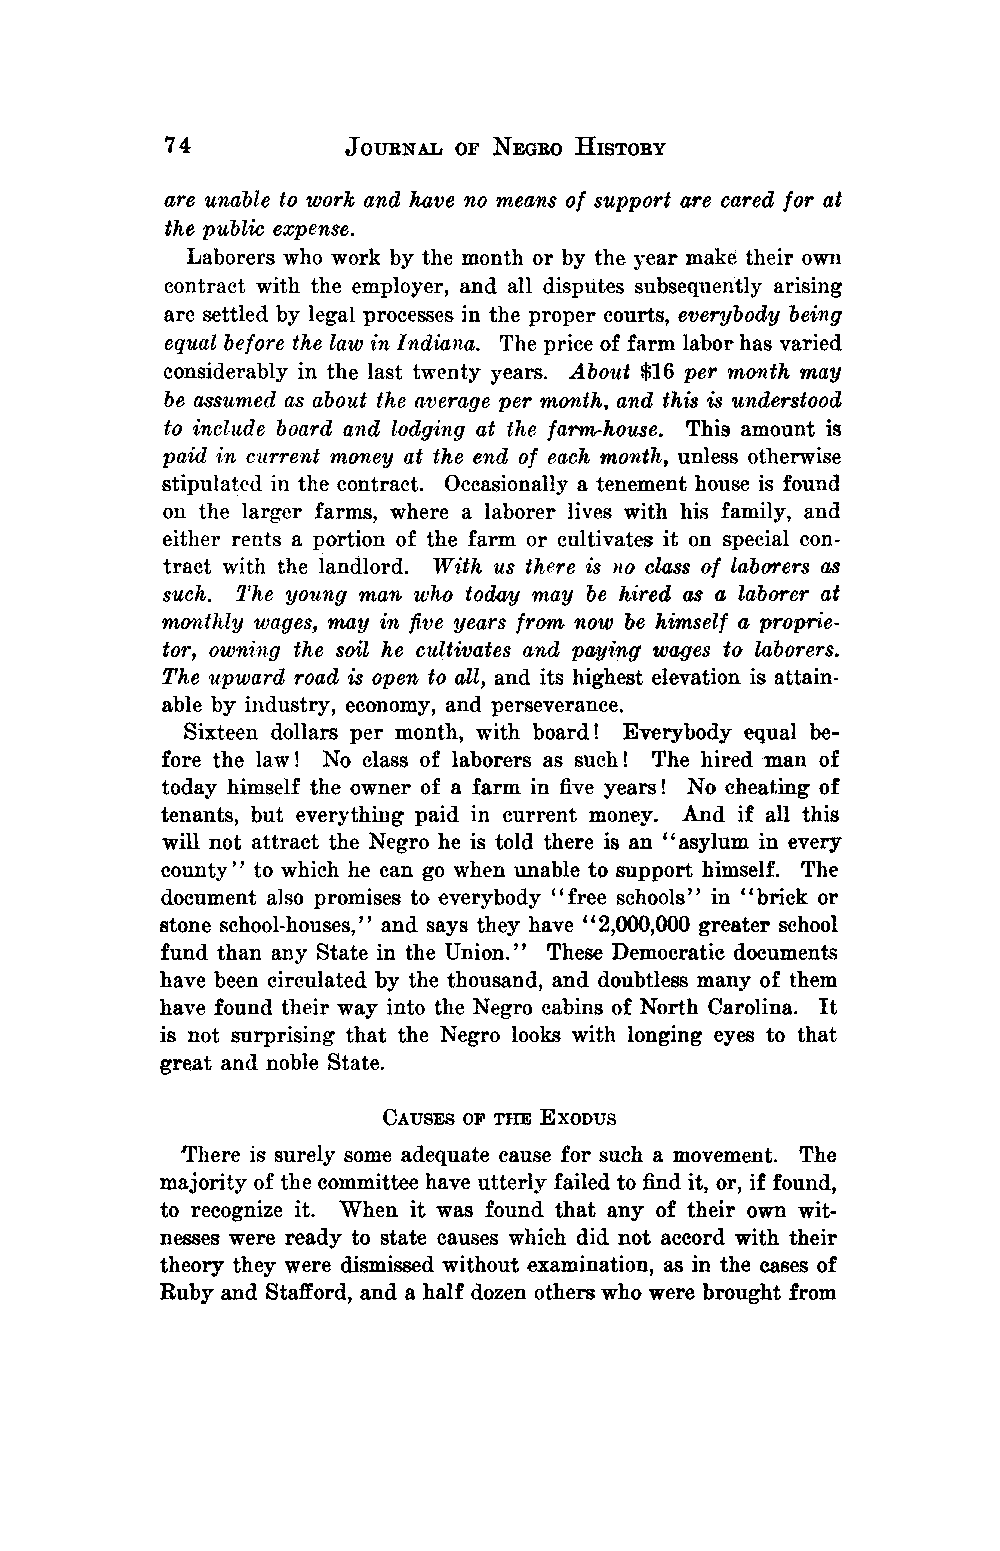 74 JOURNAL OF NEGRO HISTORY
are unable to work and have no means of support are cared for at
the public expense.
Laborers who work by the month or by the year make their own
contract with the employer, and all disputes subsequently arising
are settled by legal processes in the proper courts, everybody being
equal before the law in Indiana. The price of farm labor has varied
considerably in the last twenty years. About $16 per month may
be assumed as about the average per month, and this is understood
to include board and lodging at the farm-house. This amount is
paid in current money at the end of each month, unless otherwise
stipulated in the contract. Occasionally a tenement house is found
on the larger farms, where a laborer lives with his family, and
either rents a portion of the farm or cultivates it on special con-
tract with the landlord. With us there is no class of laborers as
such. The young man who today may be hired as a laborer at
monthly wages, may in five years from now be himself a proprie-
tor, owning the soil he cultivates and paying wages to laborers.
The upward road is open to all, and its highest elevation is attain-
able by industry, economy, and perseverance.
Sixteen dollars per month, with board! Everybody equal be-
fore the law! No class of laborers as such! The hired man of
today himself the owner of a farm in five years! No cheating of
tenants, but everything paid in current money. And if all this
will not attract the Negro he is told there is an “asylum in every
county” to which he can go when unable to support himself. The
document also promises to everybody “free schools” in “brick or
stone school-houses,” and says they have “2,000,000 greater school
fund than any State in the Union.” These Democratic documents
have been circulated by the thousand, and doubtless many of them
have found their way into the Negro cabins of North Carolina. It
is not surprising that the Negro looks with longing eyes to that
great and noble State.
CAUSES OF THE EXODUS
There is surely some adequate cause for such a movement. The
majority of the committee have utterly failed to find it, or, if found,
to recognize it. When it was found that any of their own wit-
nesses were ready to state causes which did not accord with their
theory they were dismissed without examination, as in the cases of
Ruby and Stafford, and a half dozen others who were brought from